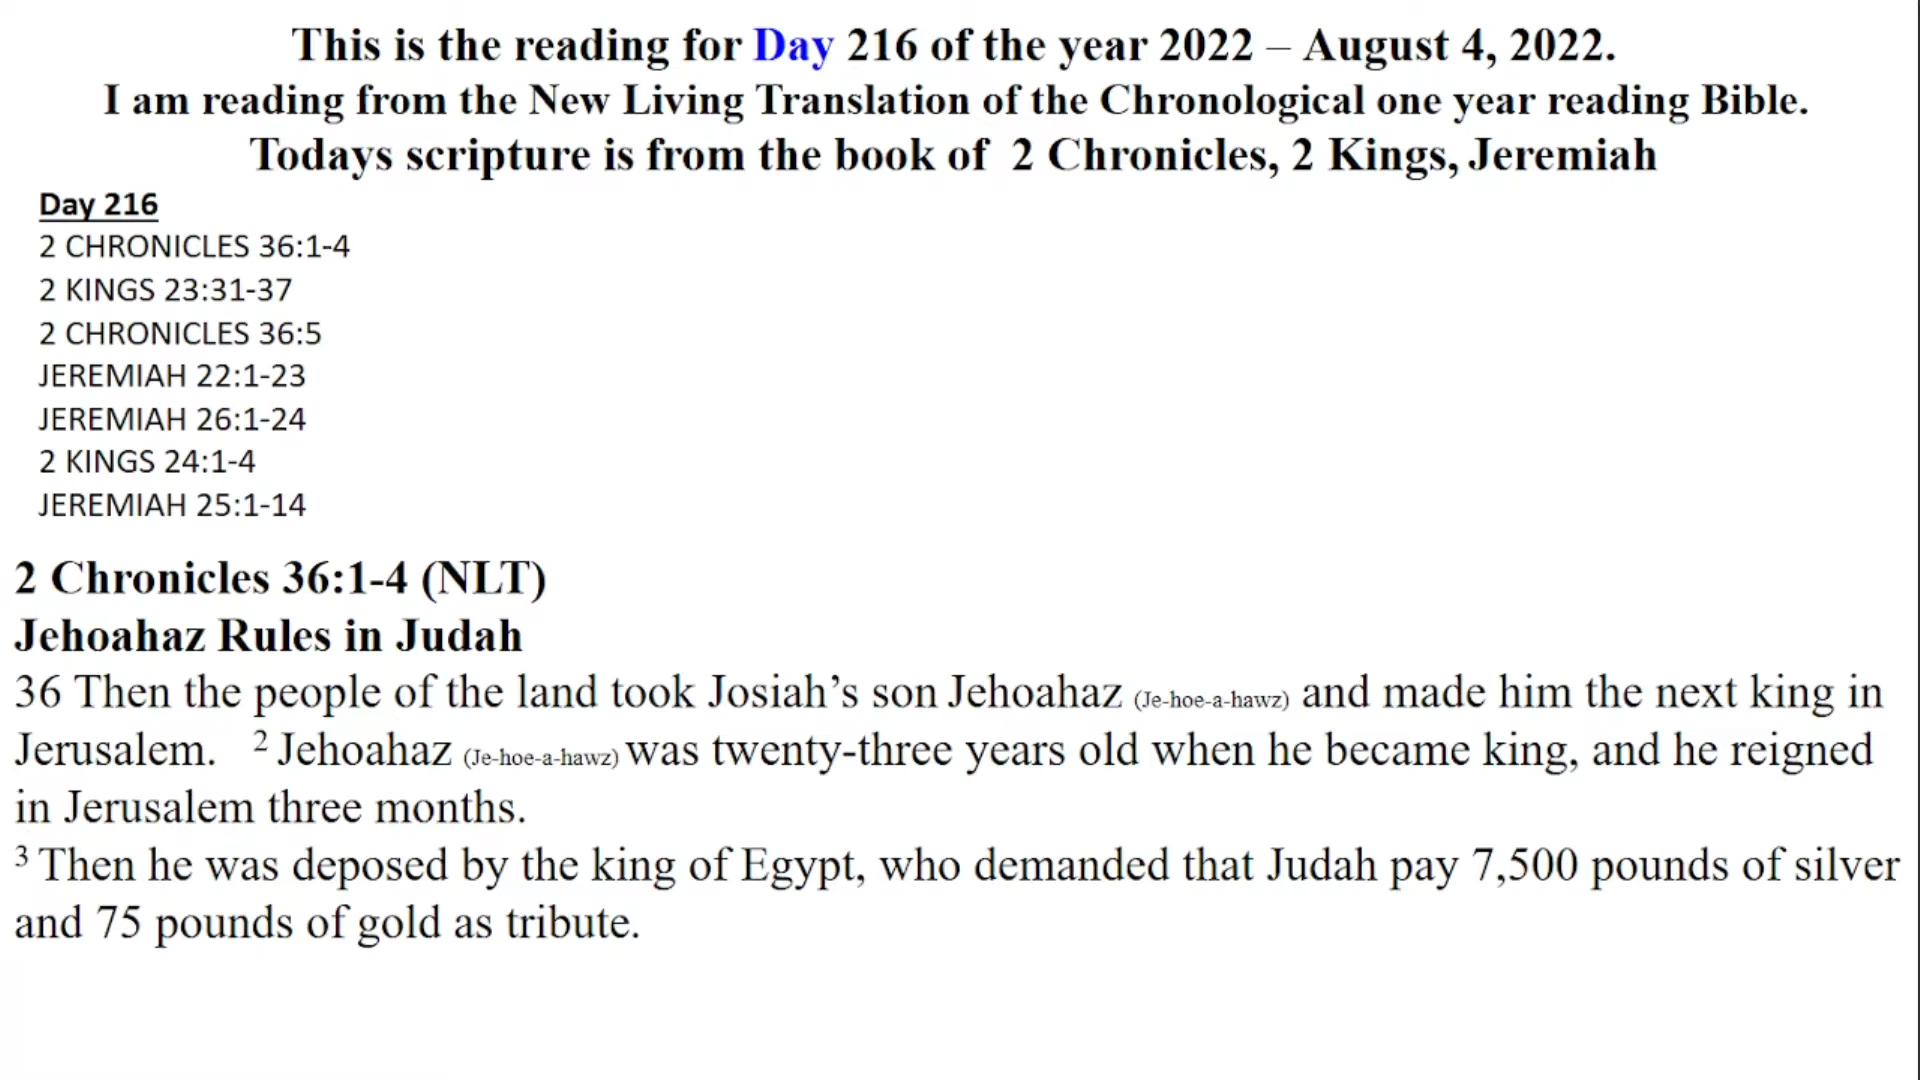 This is the reading for Day 216 of the year 2022 – August 4, 2022.
I am reading from the New Living Translation of the Chronological one year reading Bible.
Todays scripture is from the book of 2 Chronicles, 2 Kings, Jeremiah
Day 216
2 CHRONICLES 36:1-4
2 KINGS 23:31-37
2 CHRONICLES 36:5
JEREMIAH 22:1-23
JEREMIAH 26:1-24
2 KINGS 24:1-4
JEREMIAH 25:1-14
2 Chronicles 36:1-4 (NLT)
Jehoahaz Rules in Judah
36 Then the people of the land took Josiah’s son Jehoahaz (Je-hoe-a-hawz) and made him the next king in
Jerusalem. 2 Jehoahaz (Je-hoe-a-hawz) was twenty-three years old when he became king, and he reigned
in Jerusalem three months.
3 Then he was deposed by the king of Egypt, who demanded that Judah pay 7,500 pounds of silver
and 75 pounds of gold as tribute.